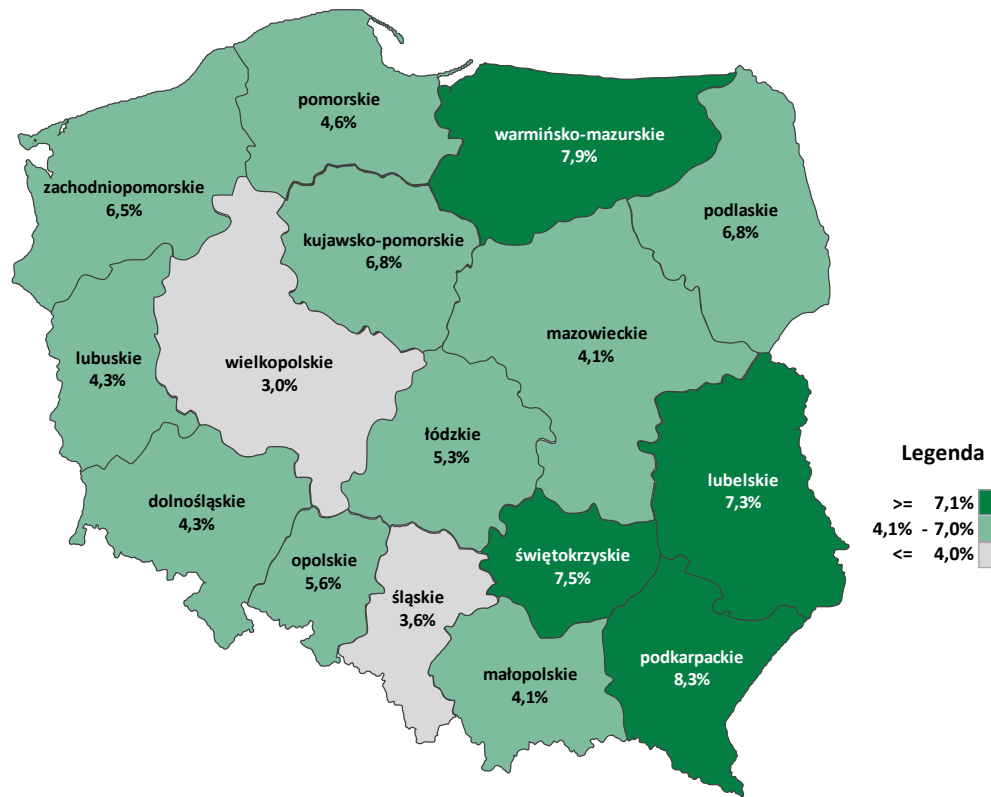 pomorskie
4,6%
warmińsko-mazurskie
7,9%
zachodniopomorskie
6,5%
podlaskie
6,8%
kujawsko-pomorskie
6,8%
mazowieckie
4,1%
lubuskie
4,3%
wielkopolskie
3,0%
łódzkie
5,3%
lubelskie
7,3%
dolnośląskie
4,3%
świętokrzyskie
7,5%
opolskie
5,6%
śląskie
3,6%
podkarpackie
8,3%
małopolskie
4,1%
Legenda
>= 7,1%
4,1% - 7,0%
<= 4,0%